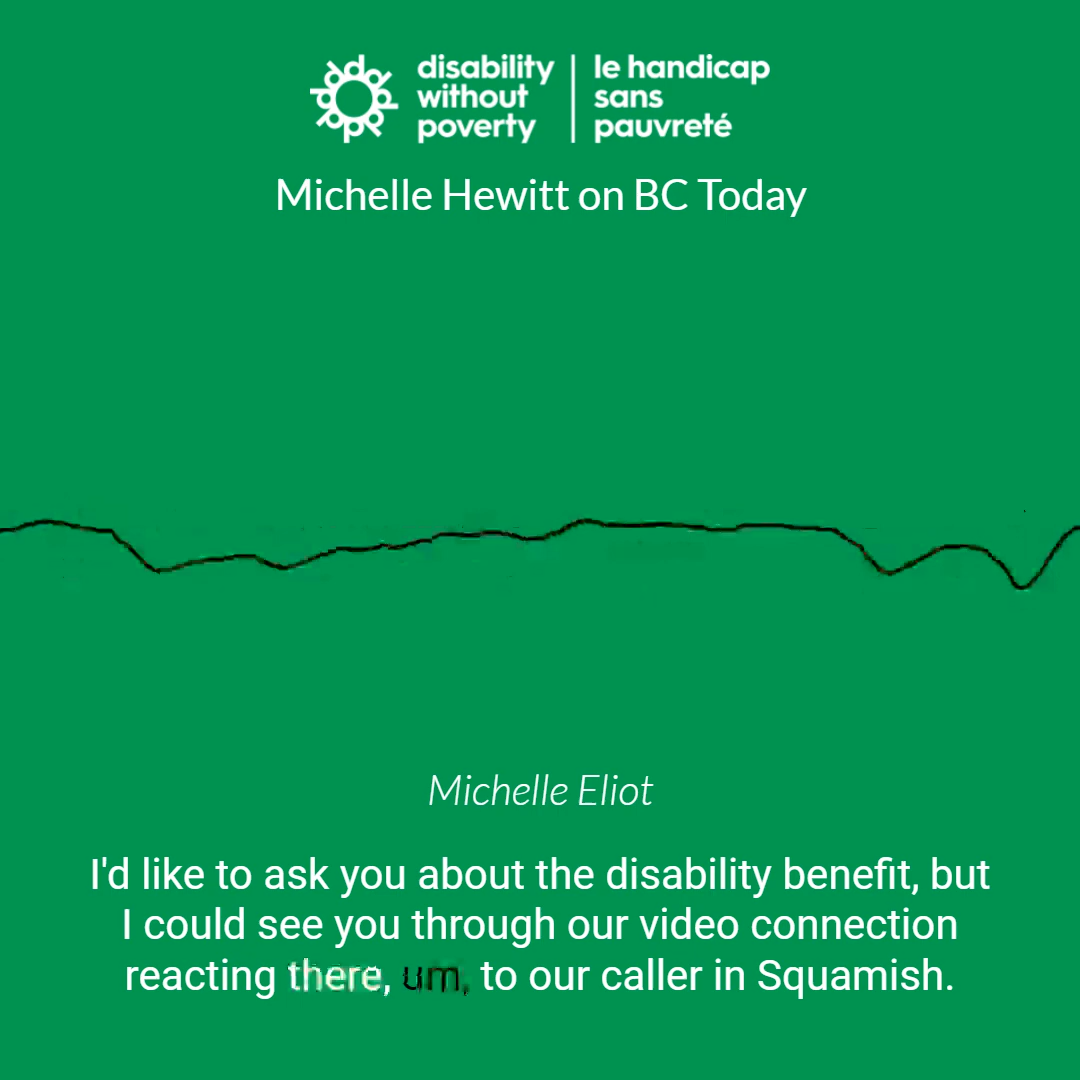 disability
without
poverty
le handicap
sans
pauvreté
Michelle Hewitt on BC Today
Michelle Eliot
I'd like to ask you about the disability benefit, but
I could see you through our video connection
reacting there, um, to our caller in Squamish.